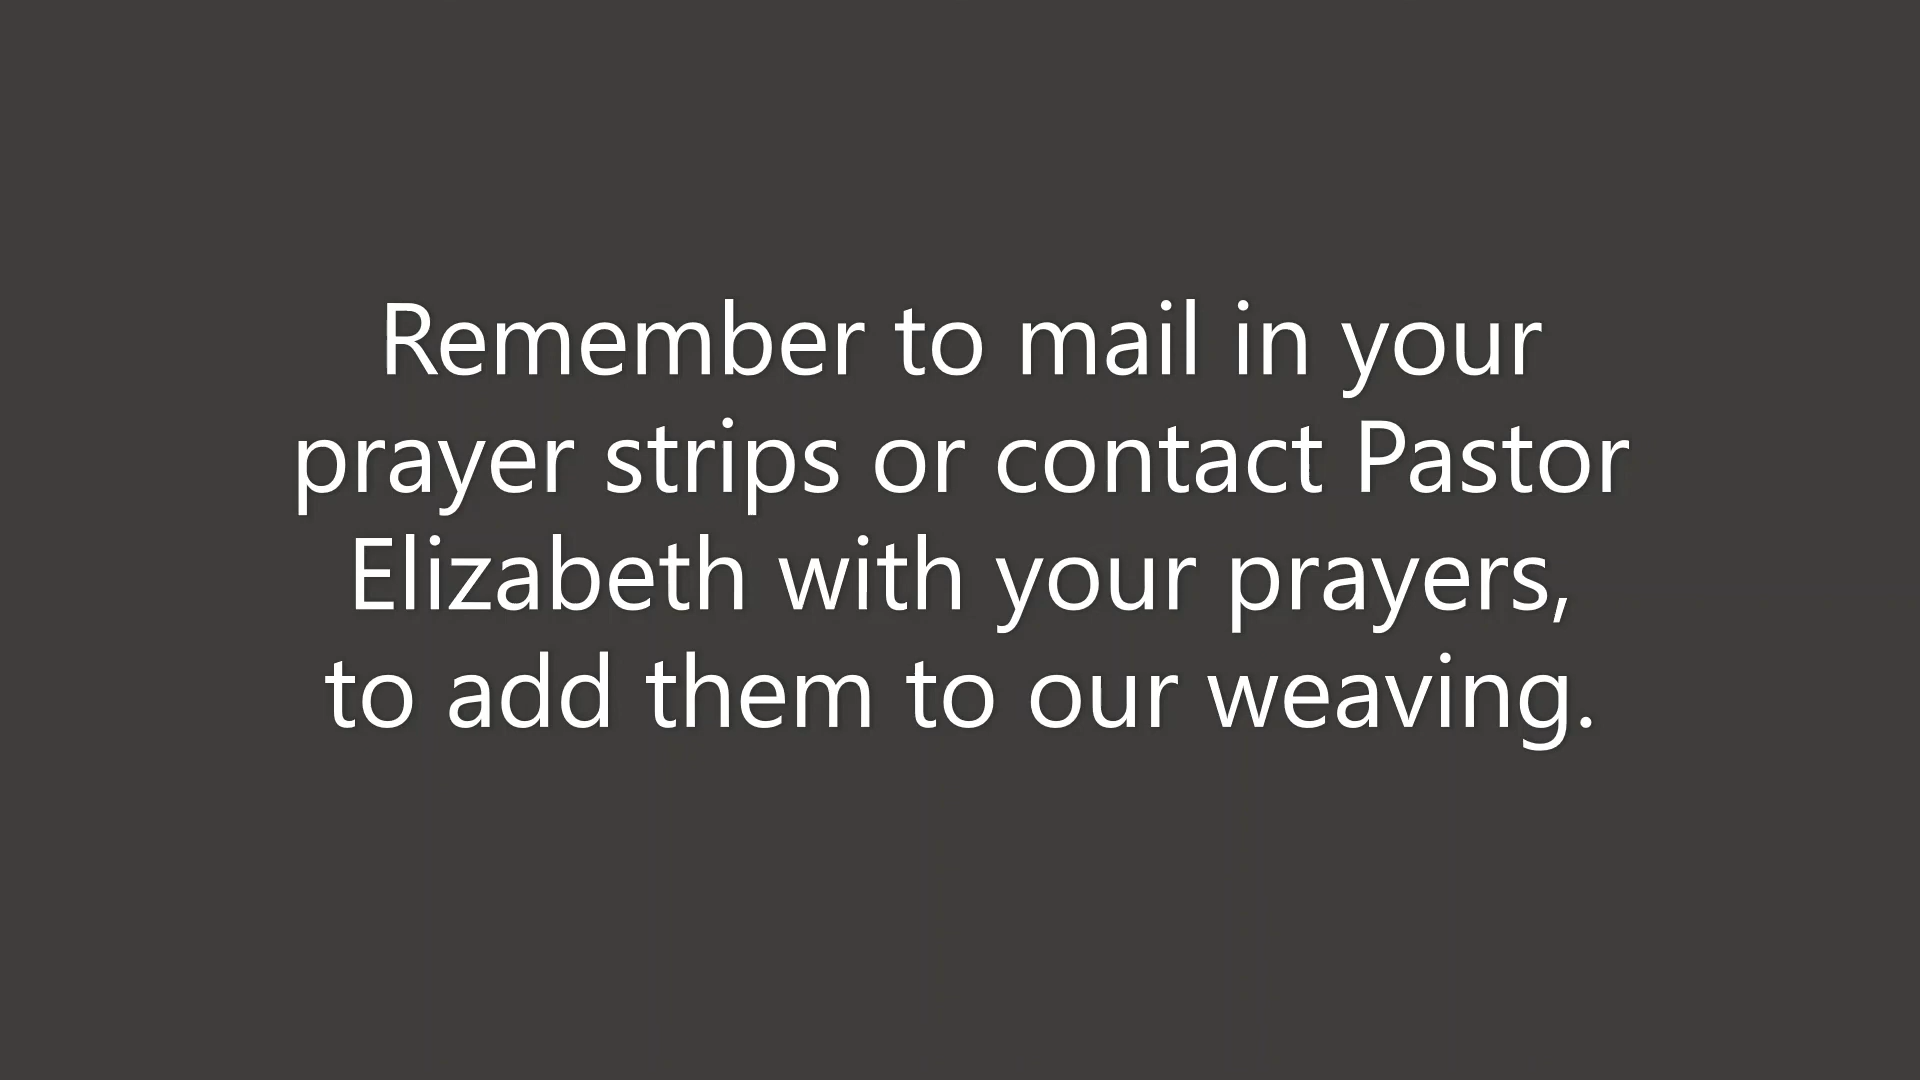 Remember to mail in your
prayer strips or contact Pastor
Elizabeth with your prayers,
to add them to our weaving.